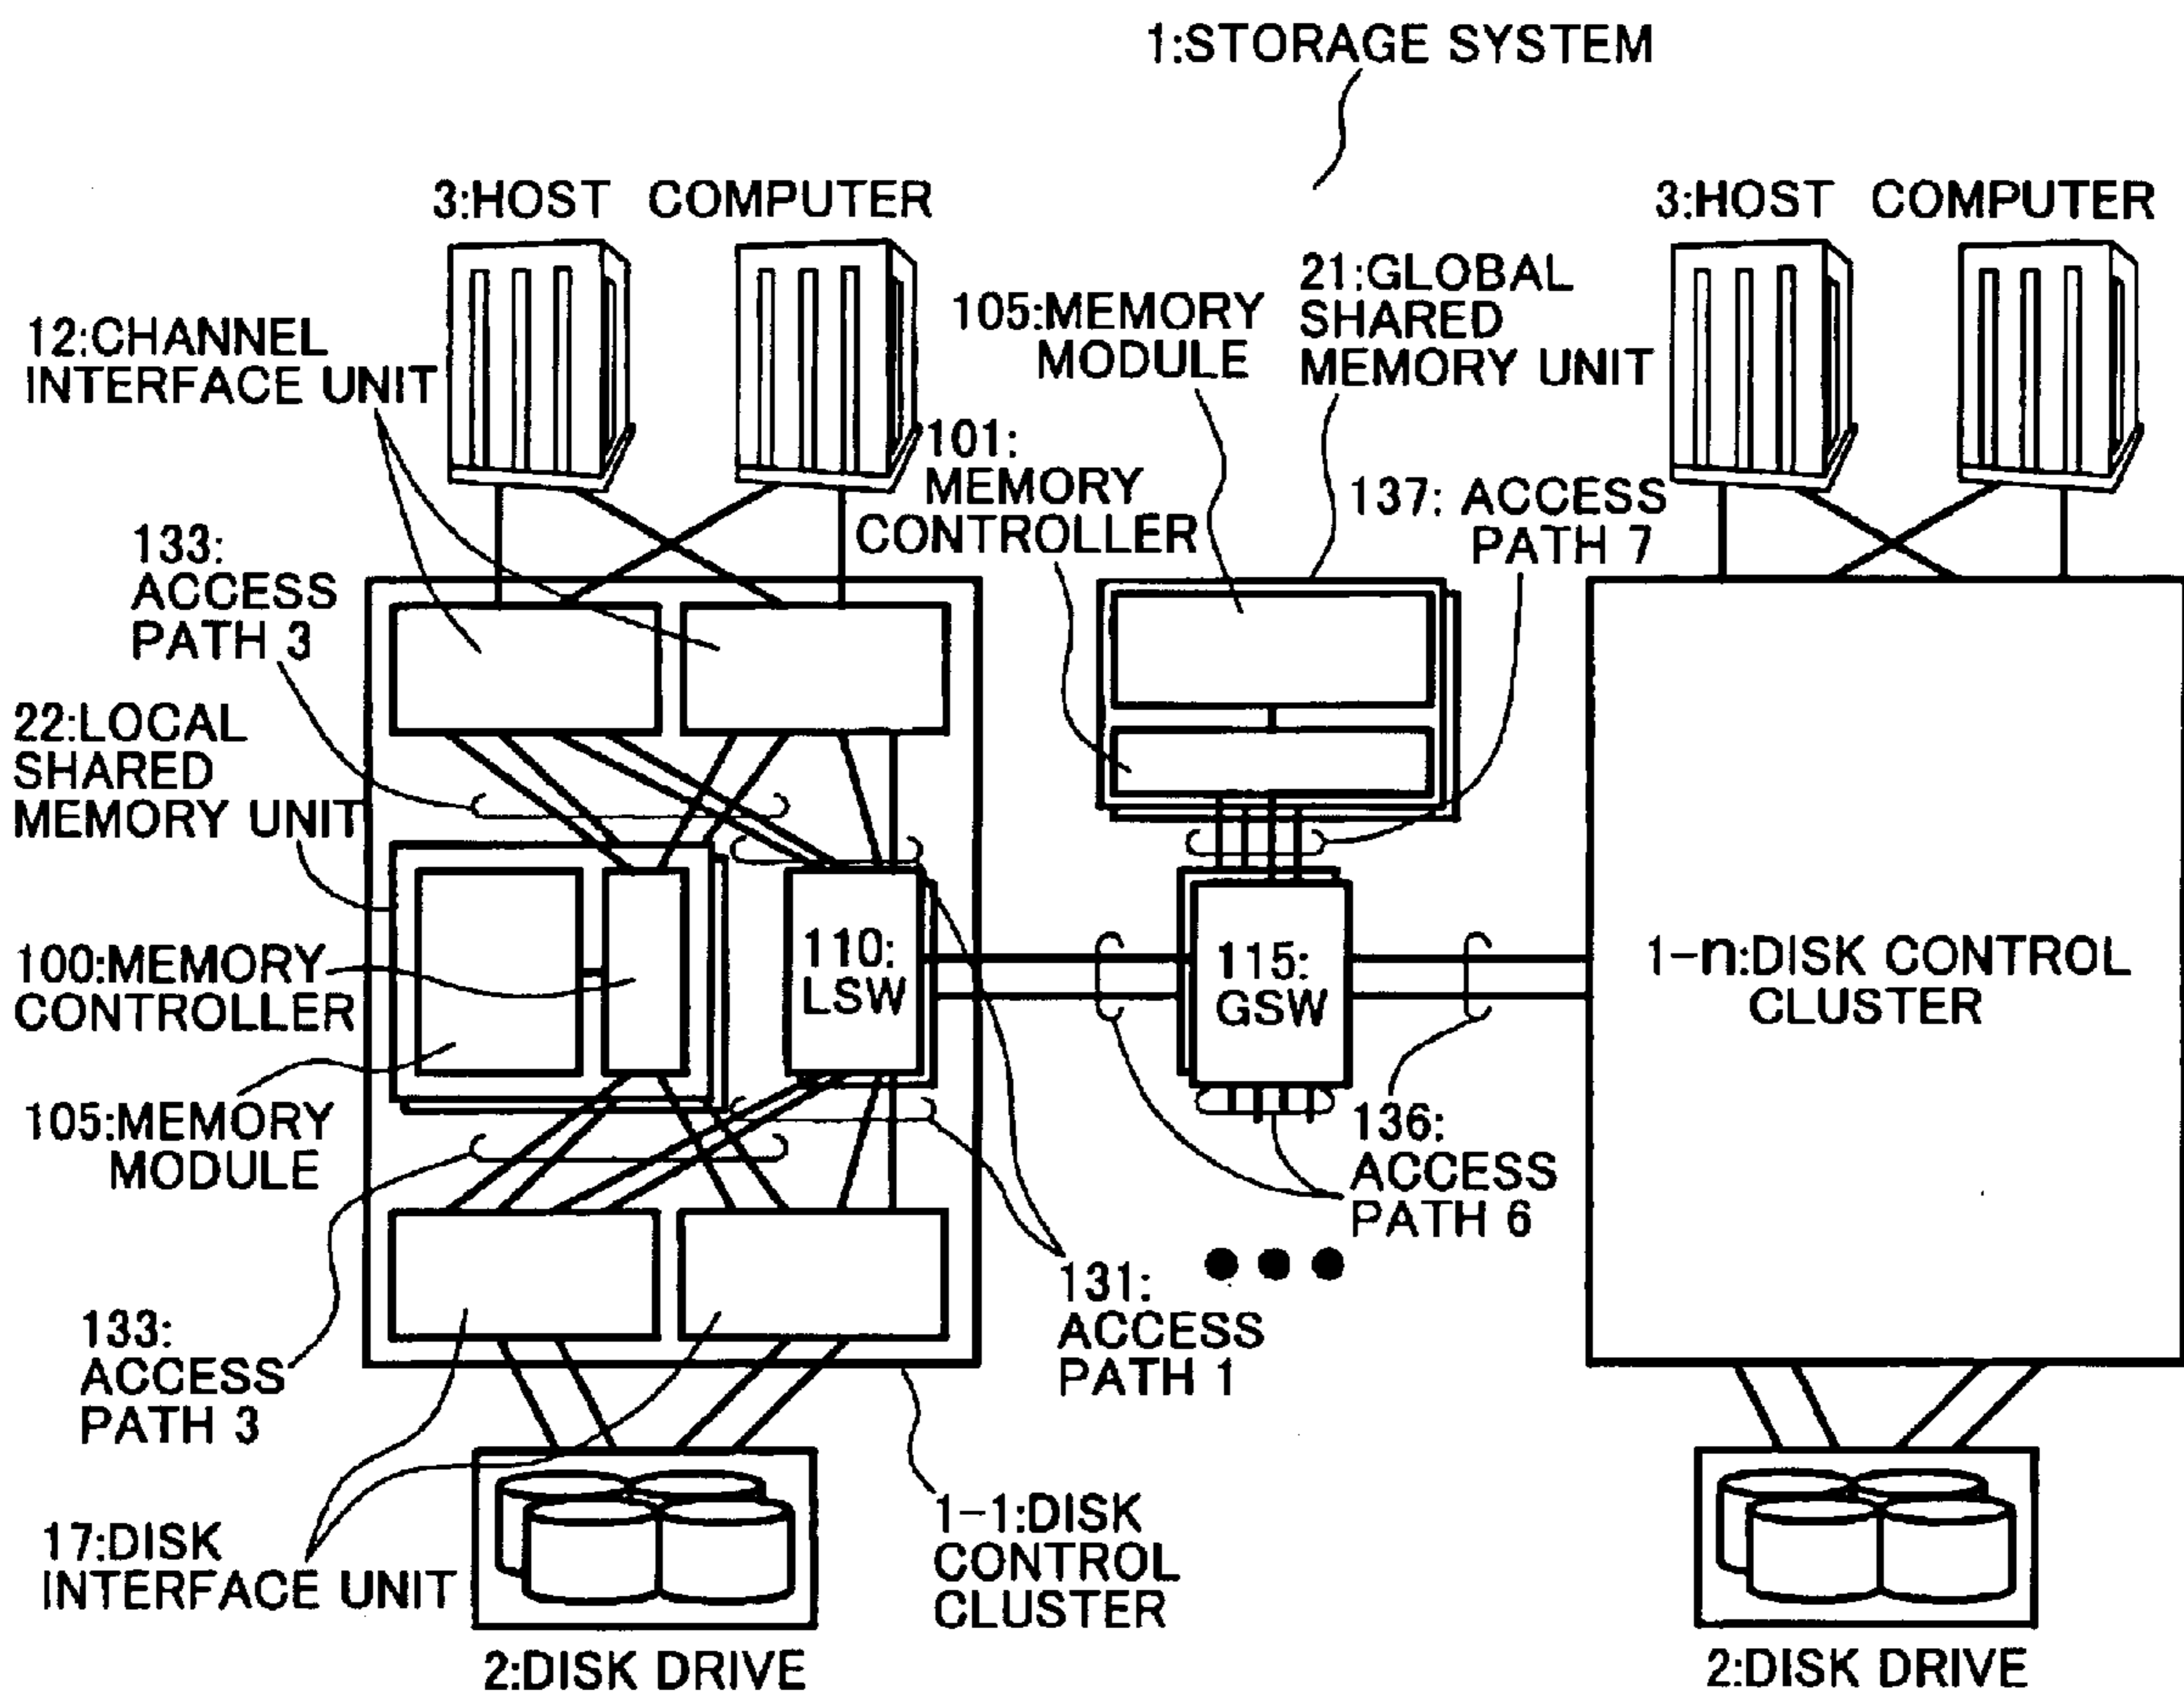 1:STORAGE SYSTEM
3:HOST COMPUTER
3:HOST COMPUTER
12:CHANNEL
INTERFACE UNIT
105:MEMORY
MODULE
21:GLOBAL
SHARED
MEMORY UNIT
101:
MEMORY
CONTROLLER
137: ACCESS
PATH 7
133:
ACCESS
PATH 3
22:LOCAL
SHARED
MEMORY UNIT
100:MEMORY
CONTROLLER
110:
LSW
115:
GSW
1-n:DISK CONTROL
CLUSTER
105:MEMORY
MODULE
136:
ACCESS
PATH 6
131:
ACCESS
PATH 1
133:
ACCESS
PATH 3
17:DISK
INTERFACE UNIT
1-1:DISK
CONTROL
CLUSTER
2:DISK DRIVE
2:DISK DRIVE